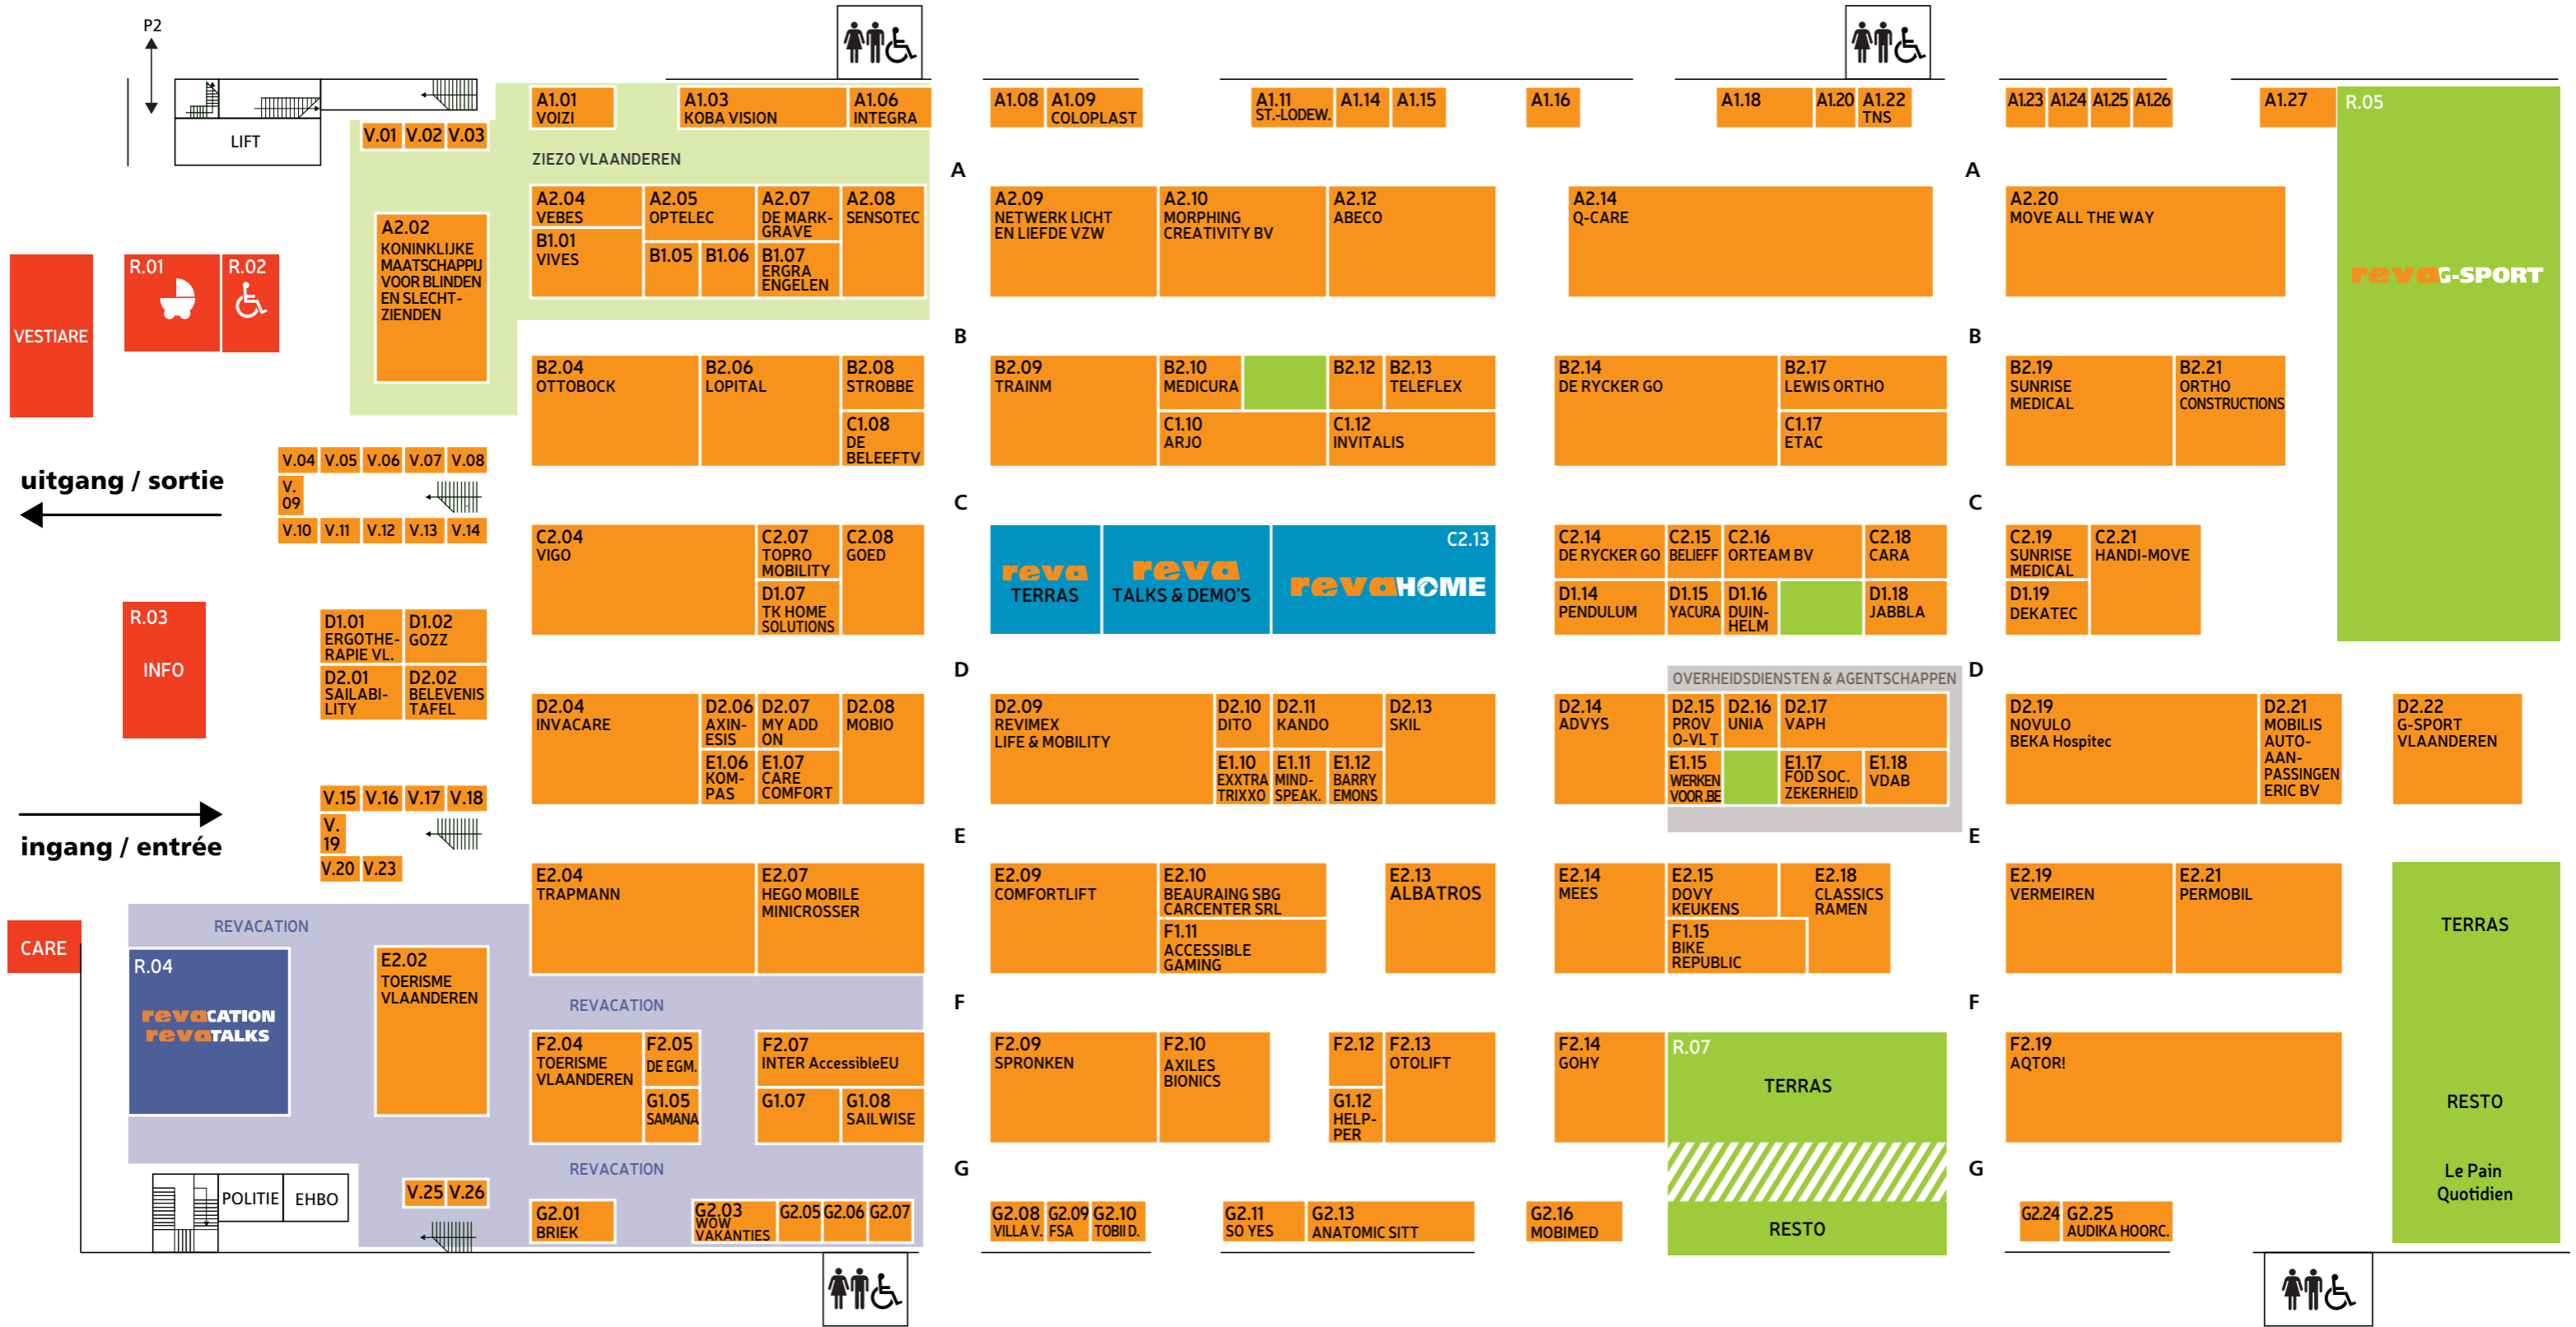 P2
LIFT
V.01
V.02
V.03
A1.01
VOIZI
A1.03
KOBA VISION
A1.06
INTEGRA
A1.08
A1.09
COLOPLAST
A1.11
ST.-LODEW.
A1.14
A1.15
A1.16
A1.18
A1.20
A1.22
TNS
A1.23
A1.24
A1.25
A1.26
A1.27
R.05
revaG-SPORT
ZIEZO VLAANDEREN
A
A
A2.02
KONINKLIJKE
MAATSCHAPPIJ
VOOR BLINDEN
EN SLECHT-
ZIENDEN
A2.04
VEBES
A2.05
OPTELEC
A2.07
DE MARK-
GRAVE
A2.08
SENSOTEC
B1.01
VIVES
B1.05
B1.06
B1.07
ERGRA
ENGELEN
A2.09
NETWERK LICHT
EN LIEFDE VZW
A2.10
MORPHING
CREATIVITY BV
A2.12
ABECO
A2.14
Q-CARE
A2.20
MOVE ALL THE WAY
VESTIARE
R.01
R.02
B
B
B2.04
OTTOBOCK
B2.06
LOPITAL
B2.08
STROBBE
C1.08
DE
BELEEFTV
B2.09
TRAINM
B2.10
MEDICURA
B2.12
B2.13
TELEFLEX
C1.10
ARJO
C1.12
INVITALIS
B2.14
DE RYCKER GO
B2.17
LEWIS ORTHO
C1.17
ETAC
B2.19
SUNRISE
MEDICAL
B2.21
ORTHO
CONSTRUCTIONS
uitgang / sortie
V.04
V.05
V.06
V.07
V.08
V.
09
V.10
V.11
V.12
V.13
V.14
C
C
C2.04
VIGO
C2.07
TOPRO
MOBILITY
C2.08
GOED
D1.07
TK HOME
SOLUTIONS
reva
TERRAS
reva
TALKS & DEMO'S
C2.13
revaHOME
C2.14
DE RYCKER GO
C2.15
BELIEFF
C2.16
ORTEAM BV
C2.18
CARA
D1.14
PENDULUM
D1.15
YACURA
D1.16
DUIN-
HELM
D1.18
JABBLA
C2.19
SUNRISE
MEDICAL
C2.21
HANDI-MOVE
D1.19
DEKATEC
R.03
INFO
D1.01
ERGOTHE-
RAPIE VL.
D1.02
GOZZ
D2.01
SAILABI-
LITY
D2.02
BELEVENIS
TAFEL
D
D
OVERHEIDSDIENSTEN & AGENTSCHAPPEN
D2.04
INVACARE
D2.06
AXIN-
ESIS
D2.07
MY ADD
ON
D2.08
MOBIO
E1.06
KOM-
PAS
E1.07
CARE
COMFORT
D2.09
REVIMEX
LIFE & MOBILITY
D2.10
DITO
D2.11
KANDO
D2.13
SKIL
E1.10
EXXTRA
TRIXXO
E1.11
MIND-
SPEAK.
E1.12
BARRY
EMONS
D2.14
ADVYS
D2.15
PROV
O-VL T
D2.16
UNIA
D2.17
VAPH
E1.15
WERKEN
VOOR.BE
E1.17
FOD SOC.
ZEKERHEID
E1.18
VDAB
D2.19
NOVULO
BEKA Hospitec
D2.21
MOBILIS
AUTO-
AAN-
PASSINGEN
ERIC BV
D2.22
G-SPORT
VLAANDEREN
ingang / entrée
V.15
V.16
V.17
V.18
V.
19
V.20
V.23
E
E
E2.04
TRAPMANN
E2.07
HEGO MOBILE
MINICROSSER
E2.09
COMFORTLIFT
E2.10
BEAURAING SBG
CARCENTER SRL
F1.11
ACCESSIBLE
GAMING
E2.13
ALBATROS
E2.14
MEES
E2.15
DOVY
KEUKENS
E2.18
CLASSICS
RAMEN
F1.15
BIKE
REPUBLIC
E2.19
VERMEIREN
E2.21
PERMOBIL
TERRAS
RESTO
Le Pain
Quotidien
CARE
REVACATION
R.04
revaCATION
revaTALKS
E2.02
TOERISME
VLAANDEREN
REVACATION
F
F
F2.04
TOERISME
VLAANDEREN
F2.05
DE EGM.
G1.05
SAMANA
F2.07
INTER AccessibleEU
G1.07
G1.08
SAILWISE
F2.09
SPRONKEN
F2.10
AXILES
BIONICS
F2.12
F2.13
OTOLIFT
G1.12
HELP-
PER
F2.14
GOHY
R.07
TERRAS
RESTO
F2.19
AQTOR!
REVACATION
G
G
POLITIE
EHBO
V.25
V.26
G2.01
BRIEK
G2.03
WOW
VAKANTIES
G2.05
G2.06
G2.07
G2.08
VILLA V.
G2.09
FSA
G2.10
TOBII D.
G2.11
SO YES
G2.13
ANATOMIC SITT
G2.16
MOBIMED
G2.24
G2.25
AUDIKA HOORC.